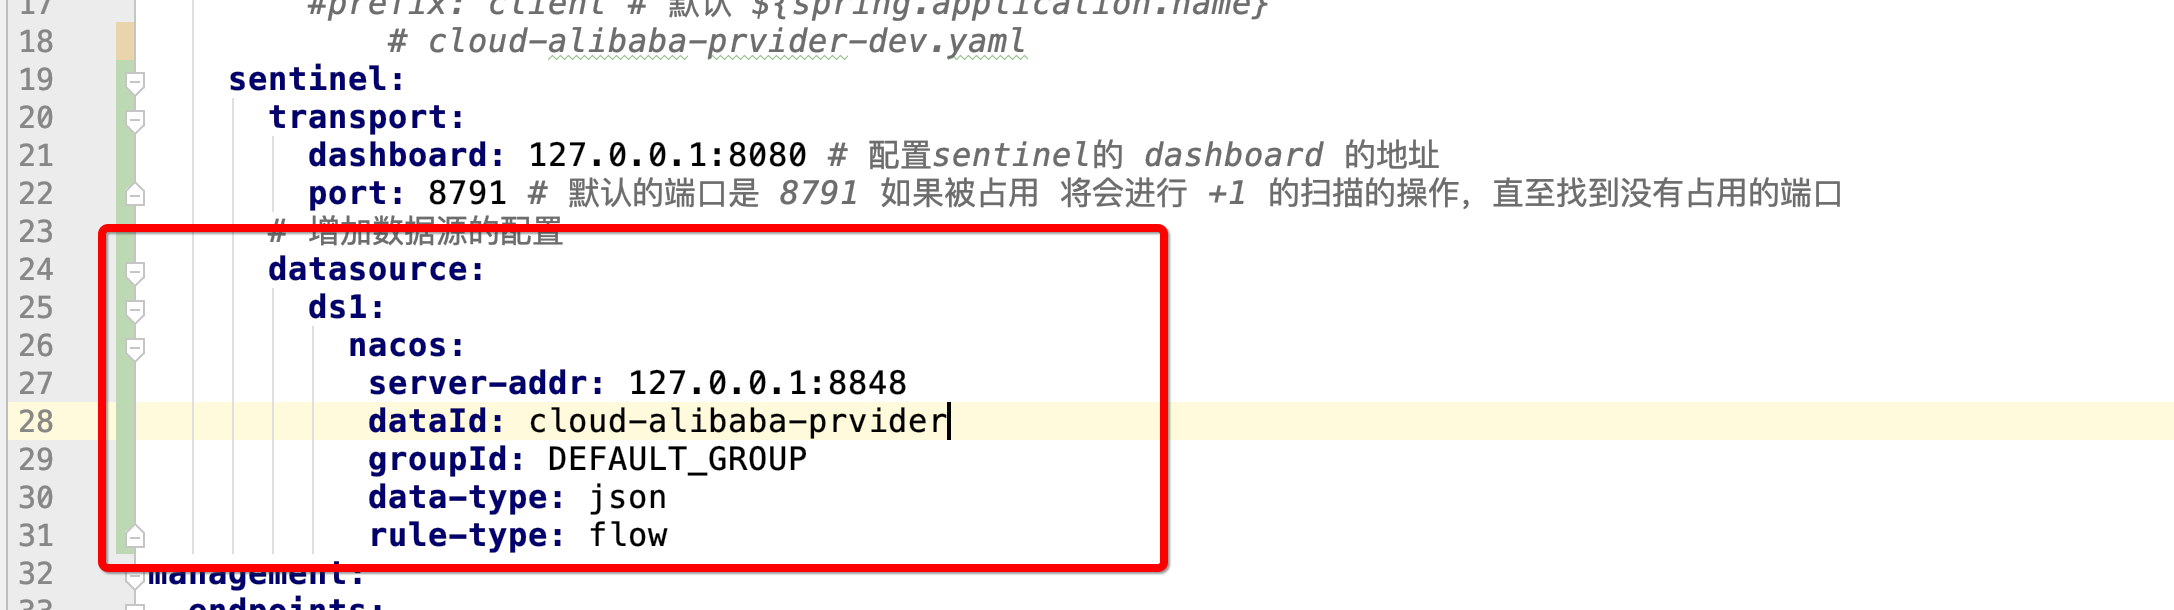 17 #prefix: client # 默认 ${spring.application.name}
18 # cloud-alibaba-prvider-dev.yaml
19 sentinel:
20 transport:
21 dashboard: 127.0.0.1:8080 # 配置sentinel的 dashboard 的地址
22 port: 8791 # 默认的端口是 8791 如果被占用 将会进行 +1 的扫描的操作, 直至找到没有占用的端口
23 # 增加数据源的配置
24 datasource:
25 ds1:
26 nacos:
27 server-addr: 127.0.0.1:8848
28 dataId: cloud-alibaba-prvider
29 groupId: DEFAULT_GROUP
30 data-type: json
31 rule-type: flow
32 management:
33 endpoints: